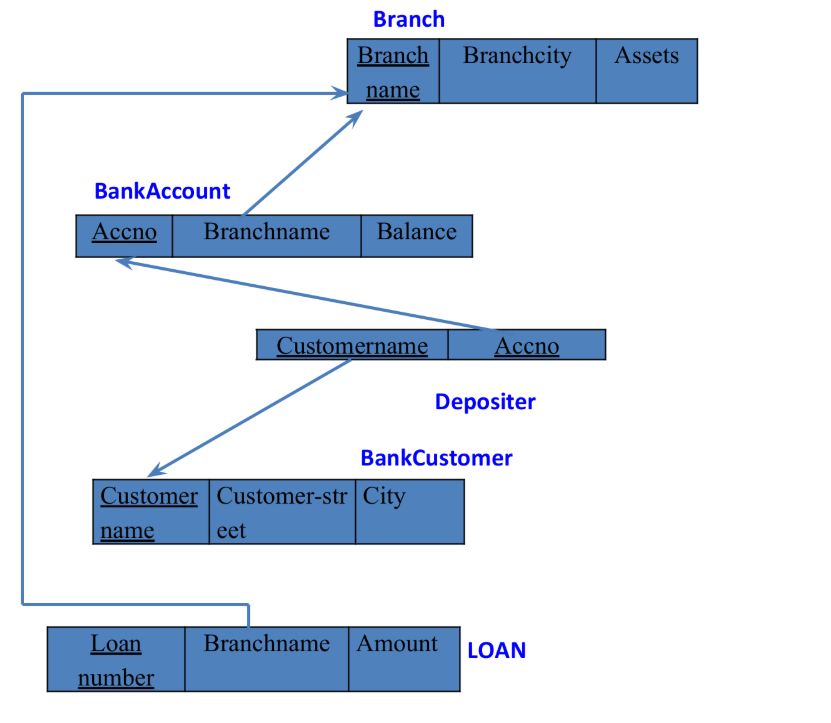 Branch
Branch Branchcity Assets
name
BankAccount
Accno Branchname Balance
Customername Accno
Depositer
BankCustomer
Customer Customer-str City
name eet
Loan Branchname Amount
number
LOAN